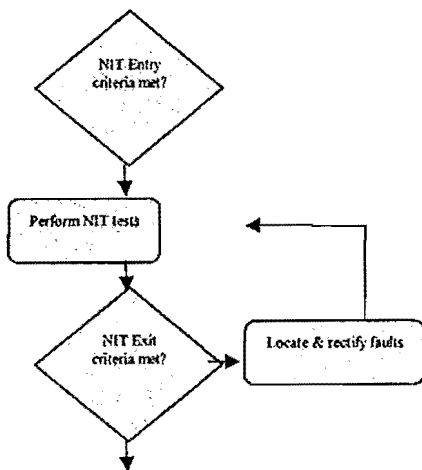 NIT Entry
criteria met?
Perform NIT tests
NIT Exit
criteria met?
Locate & rectify faults